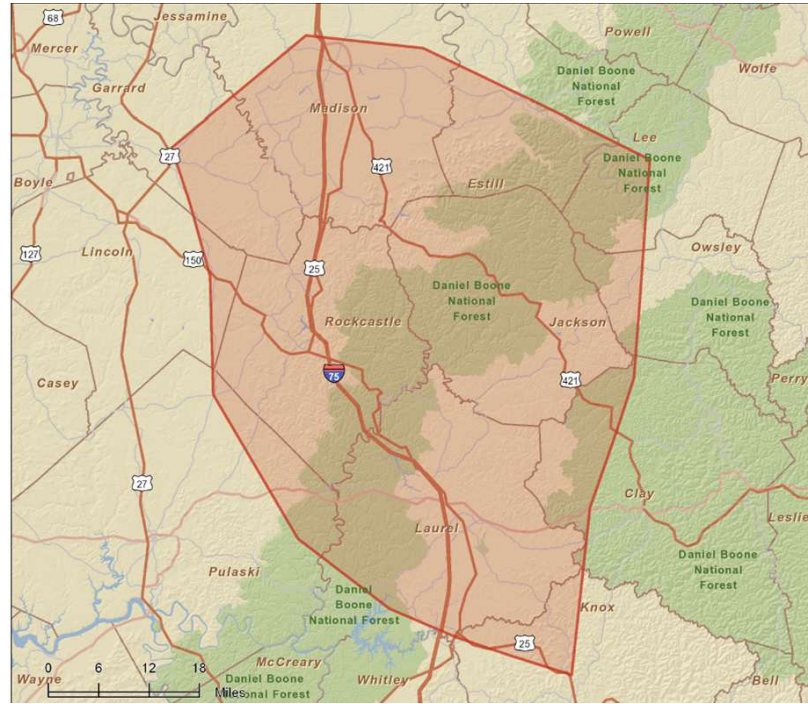 68
Jessamine
Mercer
Powell
Daniel Boone
National
Forest
Wolfe
Garrard
Madison
27
Lee
Daniel Boone
National
Forest
421
Boyle
Estill
127
Lincoln
150
25
Owsley
Daniel Boone
National
Forest
Daniel Boone
National
Forest
Rockcastle
Jackson
75
421
Casey
Perry
27
Clay
Leslie
Laurel
Daniel Boone
National
Forest
Pulaski
Daniel
Boone
National Forest
Knox
25
0 6 12 18
Miles
McCreary
Daniel Boone
National Forest
Wayne
Whitley
Bell